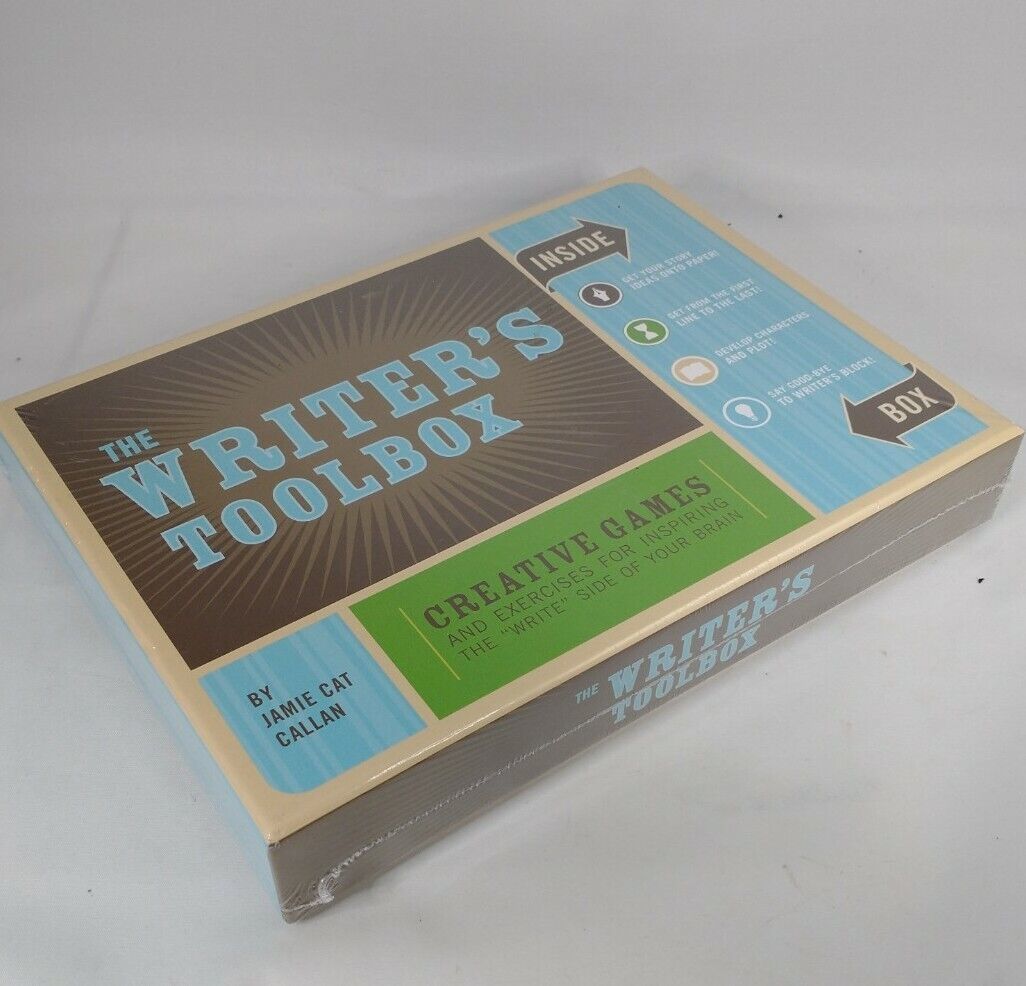 THE
WRITER'S
TOOLBOX
INSIDE
GET YOUR STORY
IDEAS ONTO PAPER!
GET FROM THE FIRST
LINE TO THE LAST!
DEVELOP CHARACTERS
AND PLOT!
SAY GOOD-BYE
TO WRITER'S BLOCK!
BOX
CREATIVE GAMES
AND EXERCISES FOR INSPIRING
THE "WRITE" SIDE OF YOUR BRAIN
BY
JAMIE CAT
CALLAN
THE WRITER'S
TOOLBOX